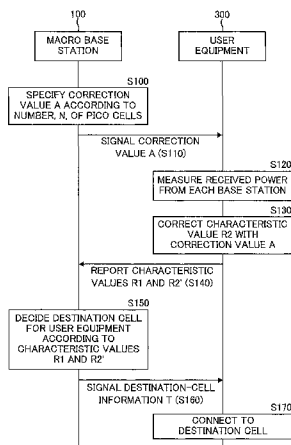 100
300
MACRO BASE
STATION
USER
EQUIPMENT
S100
SPECIFY CORRECTION
VALUE A ACCORDING TO
NUMBER, N, OF PICO CELLS
SIGNAL CORRECTION
VALUE A (S110)
S120
MEASURE RECEIVED POWER
FROM EACH BASE STATION
S130
CORRECT CHARACTERISTIC
VALUE R2 WITH
CORRECTION VALUE A
REPORT CHARACTERISTIC
VALUES R1 AND R2' (S140)
S150
DECIDE DESTINATION CELL
FOR USER EQUIPMENT
ACCORDING TO
CHARACTERISTIC VALUES
R1 AND R2'
SIGNAL DESTINATION-CELL
INFORMATION T (S160)
S170
CONNECT TO
DESTINATION CELL